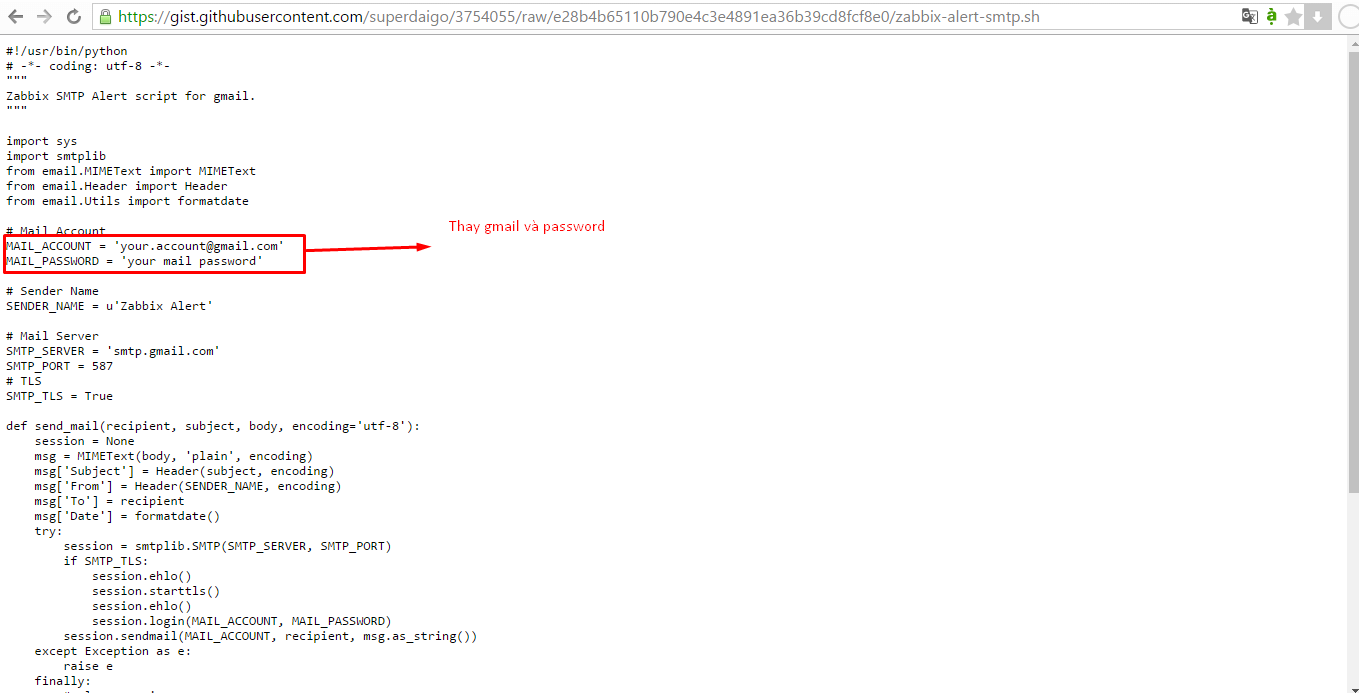 https://gist.githubusercontent.com/superdaigo/3754055/raw/e28b4b65110b790e4c3e4891ea36b39cd8fcf8e0/zabbix-alert-smtp.sh
#!/usr/bin/python
# -*- coding: utf-8 -*-
"""
Zabbix SMTP Alert script for gmail.
"""
import sys
import smtplib
from email.MIMEText import MIMEText
from email.Header import Header
from email.Utils import formatdate
# Mail Account
MAIL_ACCOUNT = 'your.account@gmail.com'
MAIL_PASSWORD = 'your mail password'
Thay gmail và password
# Sender Name
SENDER_NAME = u'Zabbix Alert'
# Mail Server
SMTP_SERVER = 'smtp.gmail.com'
SMTP_PORT = 587
# TLS
SMTP_TLS = True
def send_mail(recipient, subject, body, encoding='utf-8'):
    session = None
    msg = MIMEText(body, 'plain', encoding)
    msg['Subject'] = Header(subject, encoding)
    msg['From'] = Header(SENDER_NAME, encoding)
    msg['To'] = recipient
    msg['Date'] = formatdate()
    try:
        session = smtplib.SMTP(SMTP_SERVER, SMTP_PORT)
        if SMTP_TLS:
            session.ehlo()
            session.starttls()
            session.ehlo()
            session.login(MAIL_ACCOUNT, MAIL_PASSWORD)
        session.sendmail(MAIL_ACCOUNT, recipient, msg.as_string())
    except Exception as e:
        raise e
    finally: